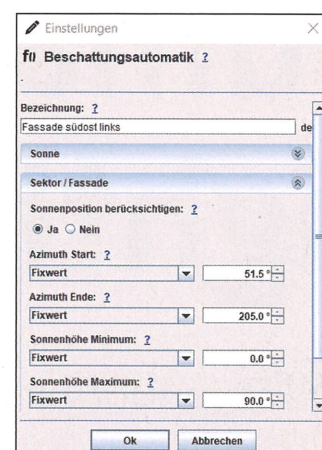 Einstellungen
f() Beschattungsautomatik ?
Bezeichnung: ?
Fassade südost links de
Sonne
Sektor / Fassade
Sonnenposition berücksichtigen: ?
Ja Nein
Azimuth Start: ?
Fixwert 51.5 °
Azimuth Ende: ?
Fixwert 205.0 °
Sonnenhöhe Minimum: ?
Fixwert 0.0 °
Sonnenhöhe Maximum: ?
Fixwert 90.0 °
Ok Abbrechen